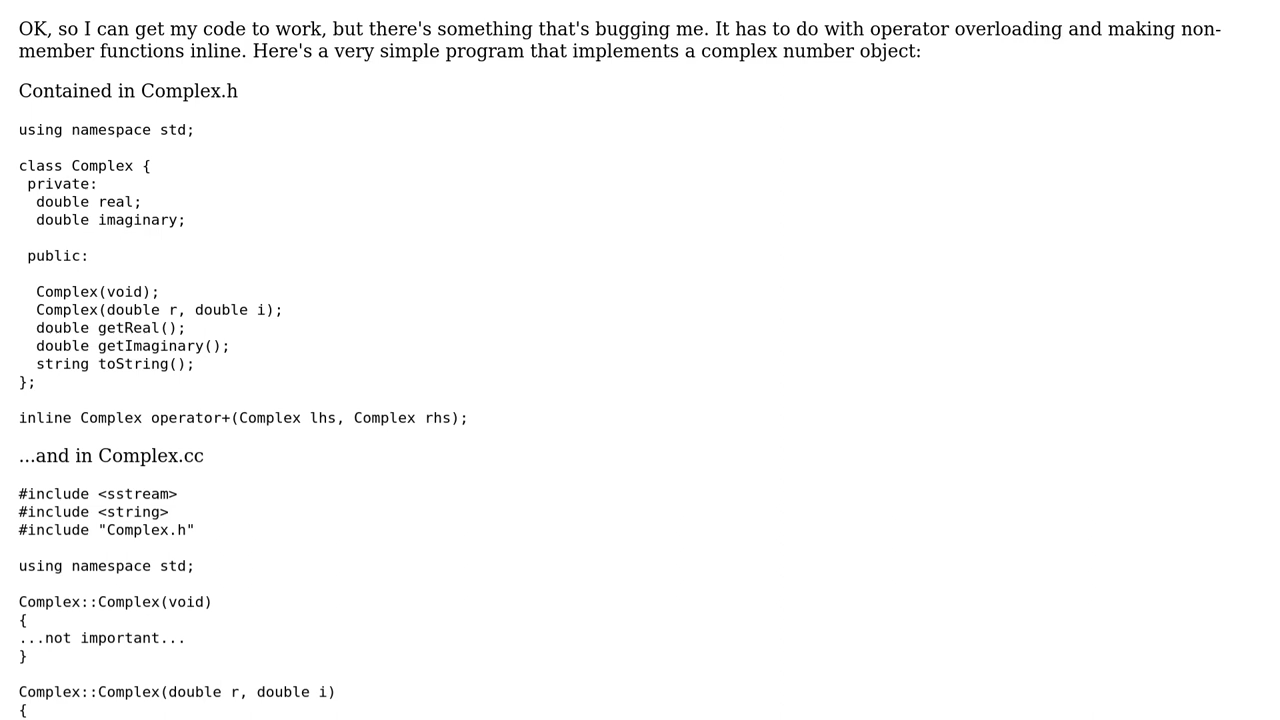 OK, so I can get my code to work, but there's something that's bugging me. It has to do with operator overloading and making non-
member functions inline. Here's a very simple program that implements a complex number object:
Contained in Complex.h
using namespace std;
class Complex {
 private:
  double real;
  double imaginary;
 public:
  Complex(void);
  Complex(double r, double i);
  double getReal();
  double getImaginary();
  string toString();
};
inline Complex operator+(Complex lhs, Complex rhs);
...and in Complex.cc
#include <sstream>
#include <string>
#include "Complex.h"
using namespace std;
Complex::Complex(void)
{
...not important...
}
Complex::Complex(double r, double i)
{